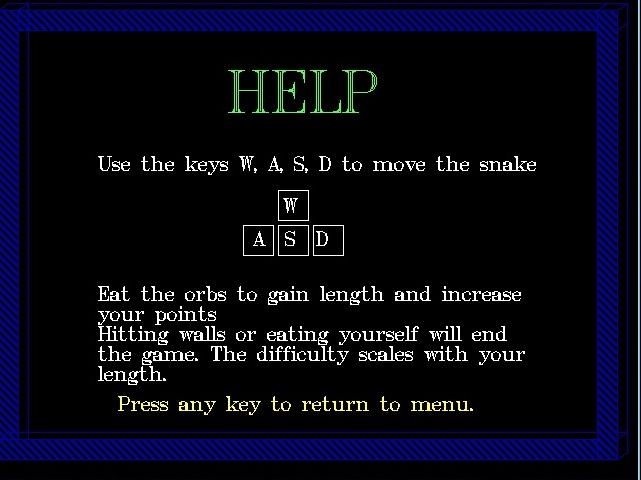 HELP
Use the keys W, A, S, D to move the snake
W
A S D
Eat the orbs to gain length and increase
your points
Hitting walls or eating yourself will end
the game. The difficulty scales with your
length.
Press any key to return to menu.